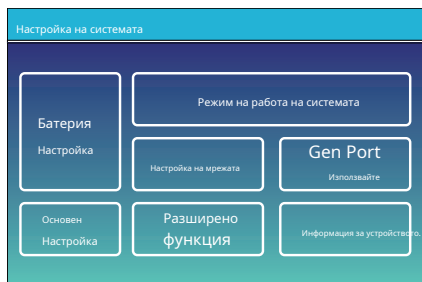 Настройка на системата
Батерия
Настройка
Режим на работа на системата
Настройка на мрежата
Gen Port
Използвайте
Основен
Настройка
Разширено
функция
Информация за устройството.